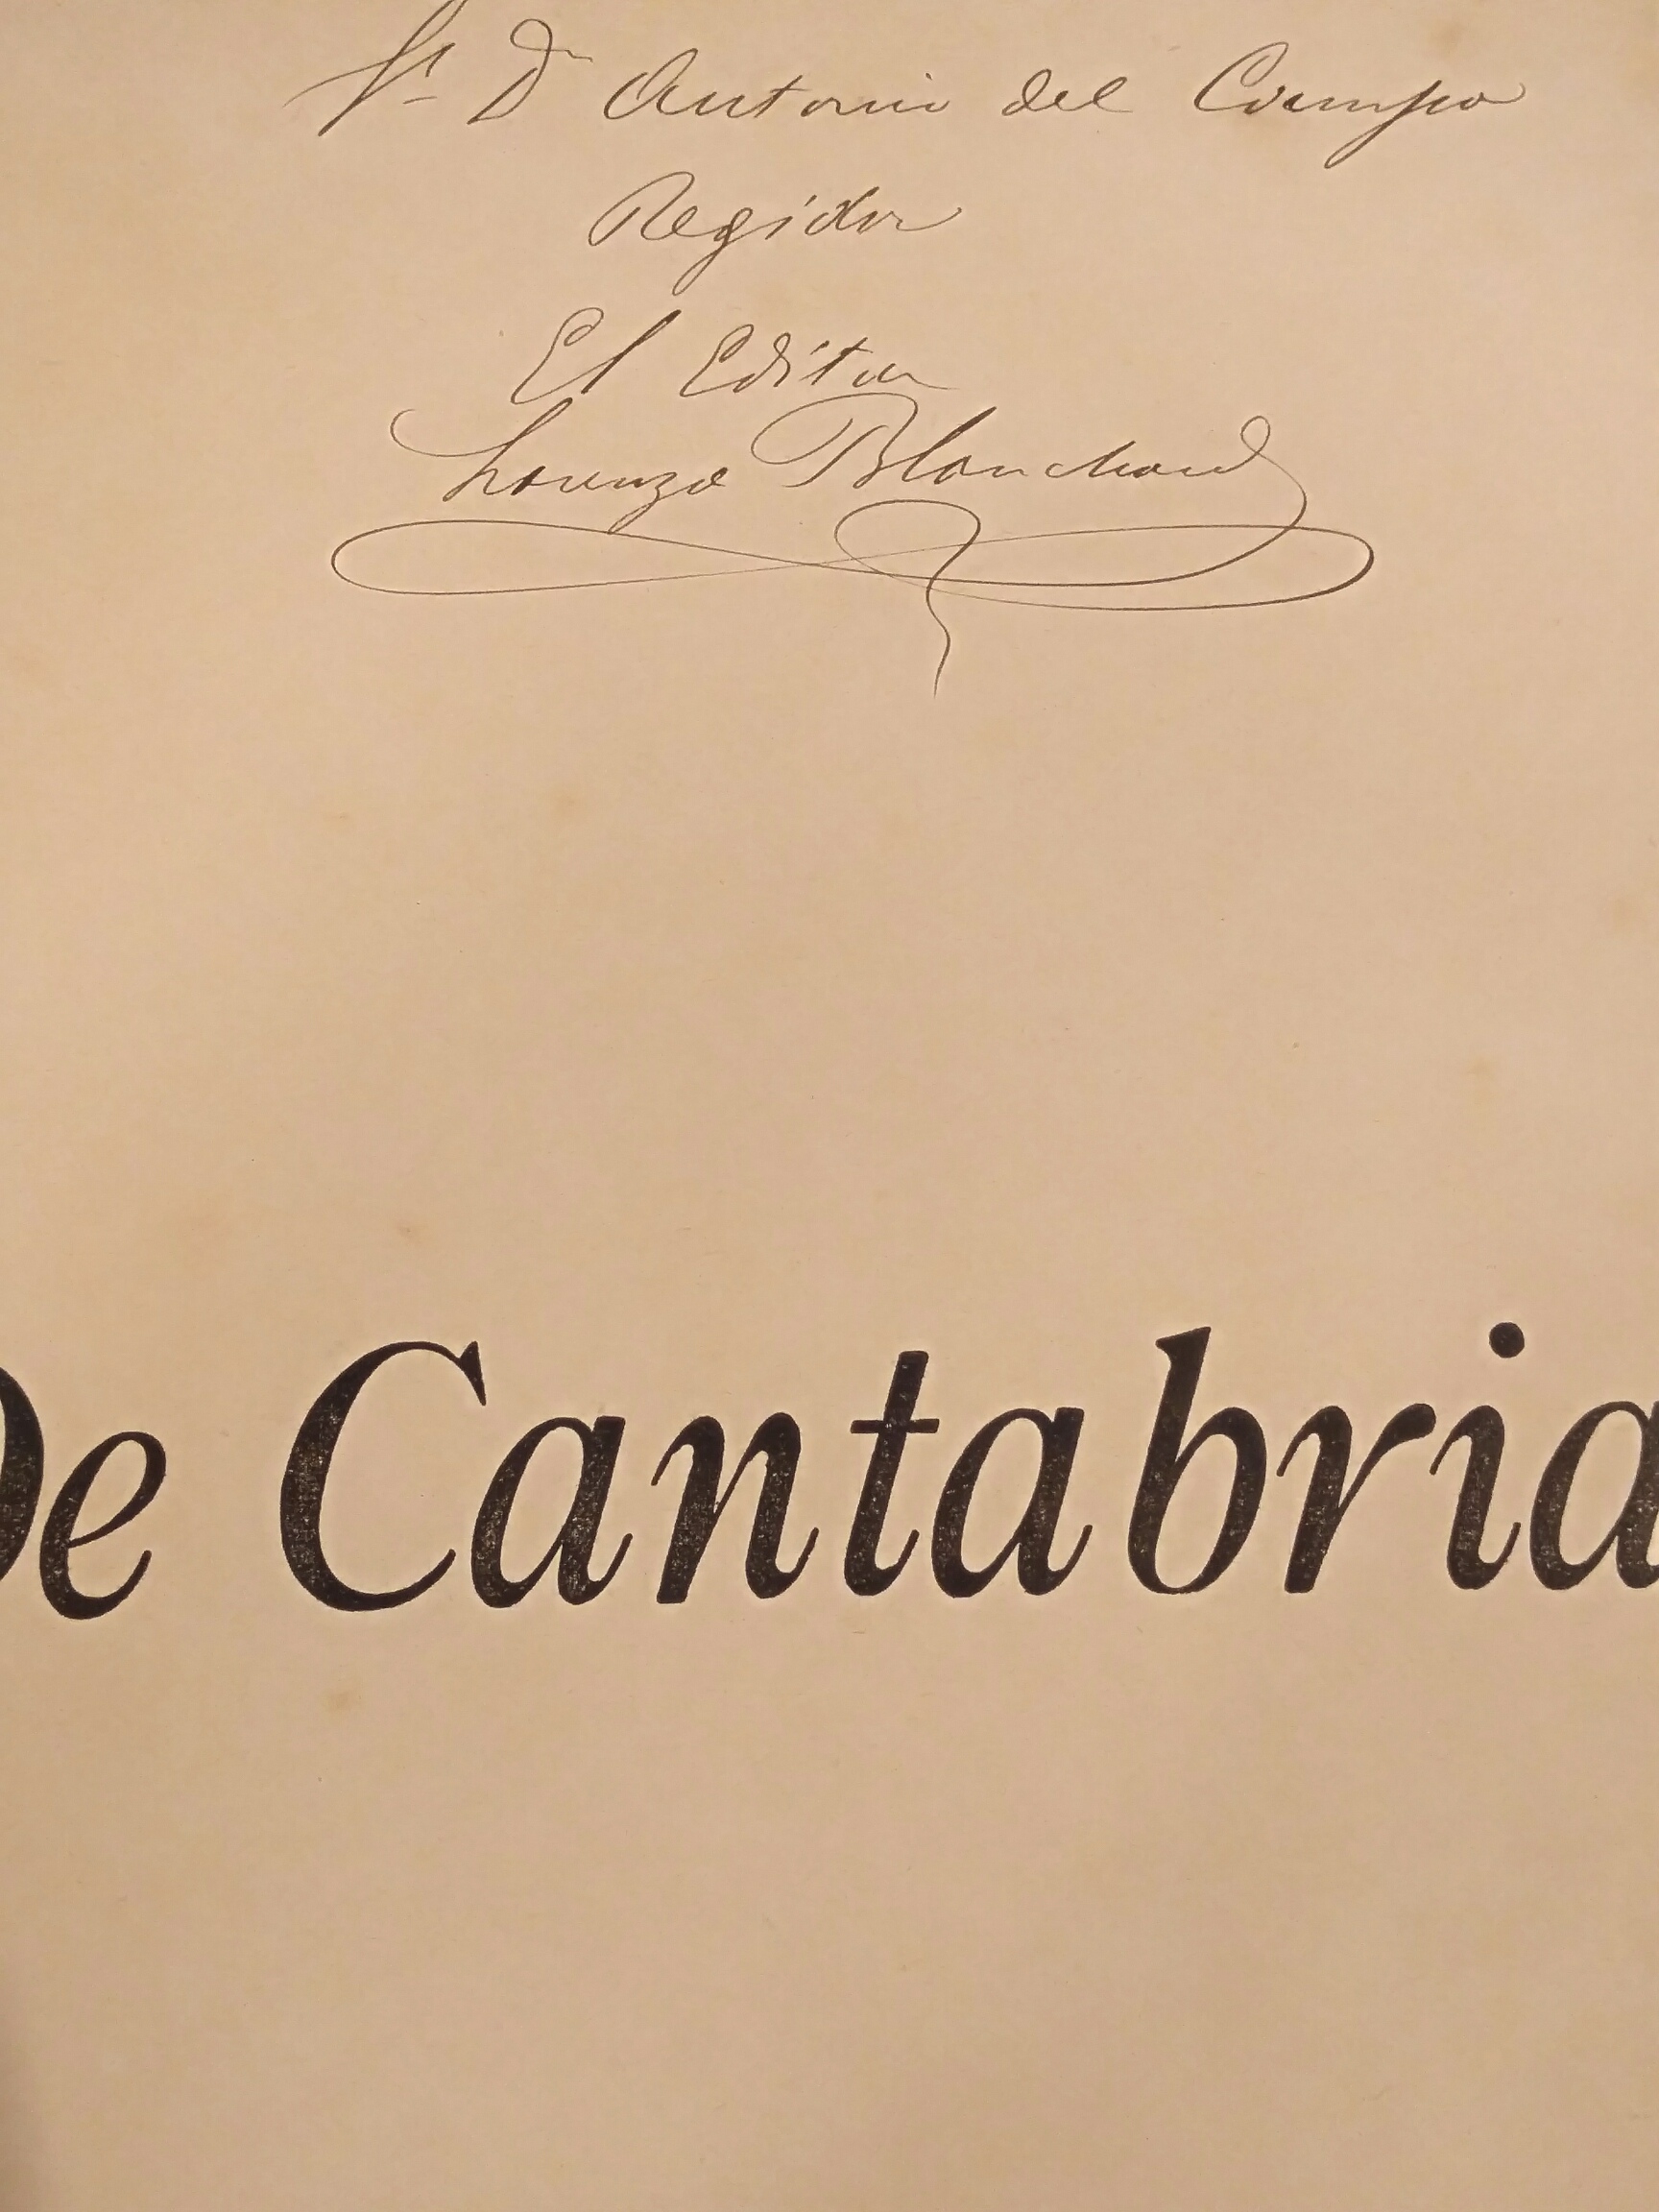 Sr Dn Antonio del Campo
Regidor
El Editor
Lorenzo Blanchard
De Cantabria